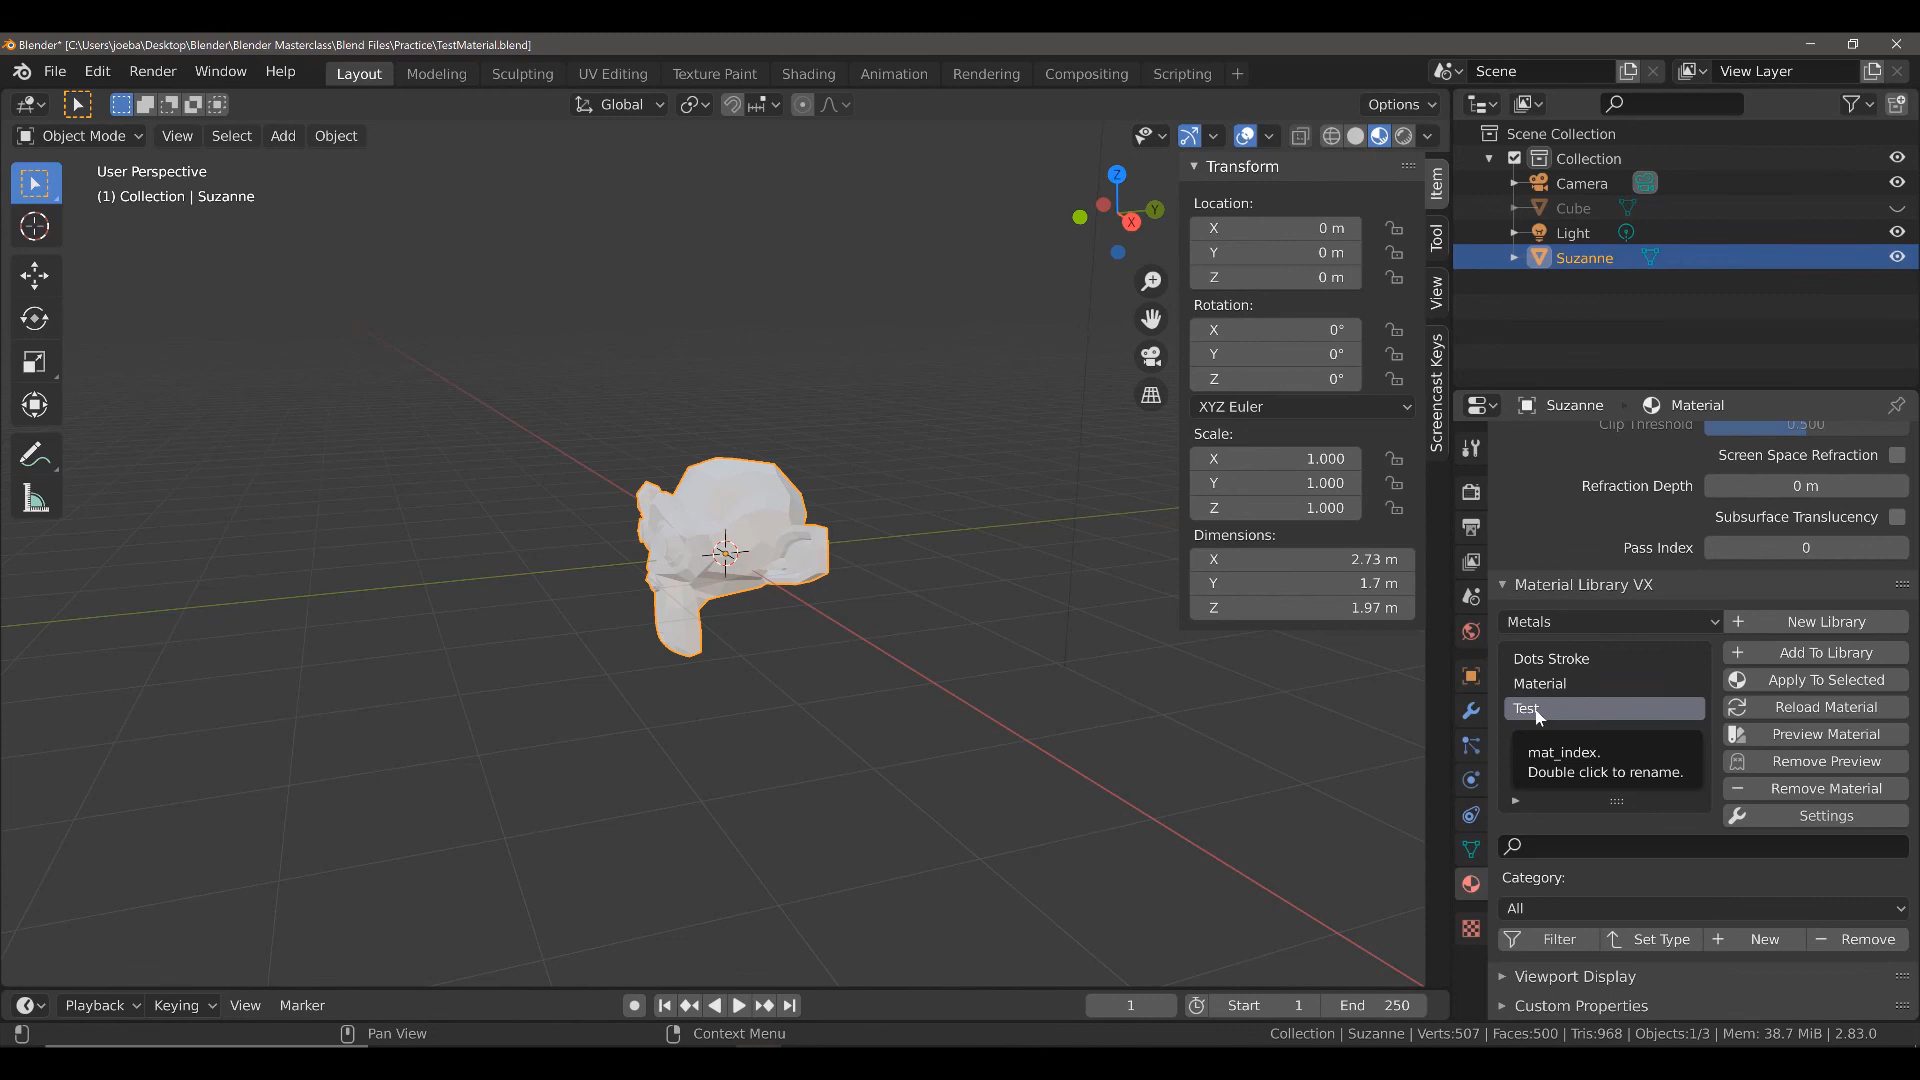 Blender* [C:\Users\joeba\Desktop\Blender\Blender Masterclass\Blend Files\Practice\TestMaterial.blend]
File Edit Render Window Help Layout Modeling Sculpting UV Editing Texture Paint Shading Animation Rendering Compositing Scripting Scene View Layer
Global Options
Object Mode View Select Add Object
User Perspective
(1) Collection | Suzanne
Z
Y
X
Transform
Location:
X 0 m
Y 0 m
Z 0 m
Rotation:
X 0°
Y 0°
Z 0°
XYZ Euler
Scale:
X 1.000
Y 1.000
Z 1.000
Dimensions:
X 2.73 m
Y 1.7 m
Z 1.97 m
Item
Tool
View
Screencast Keys
Scene Collection
Collection
Camera
Cube
Light
Suzanne
Suzanne Material
Clip Threshold 0.500
Screen Space Refraction
Refraction Depth 0 m
Subsurface Translucency
Pass Index 0
Material Library VX
Metals New Library
Dots Stroke Add To Library
Material Apply To Selected
Test Reload Material
mat_index.
Double click to rename.
Preview Material
Remove Preview
Remove Material
Settings
Category:
All
Filter Set Type New Remove
Viewport Display
Custom Properties
Playback Keying View Marker 1 Start 1 End 250
Pan View Context Menu Collection | Suzanne | Verts:507 | Faces:500 | Tris:968 | Objects:1/3 | Mem: 38.7 MiB | 2.83.0